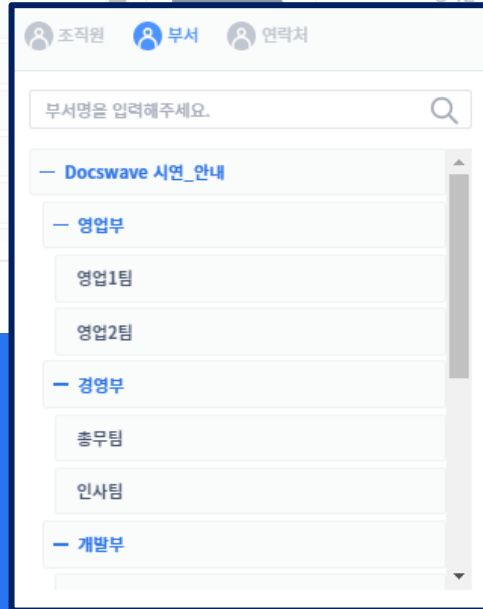 조직원 부서 연락처
부서명을 입력해주세요.
Docswave 시연_안내
영업부
영업1팀
영업2팀
경영부
총무팀
인사팀
개발부